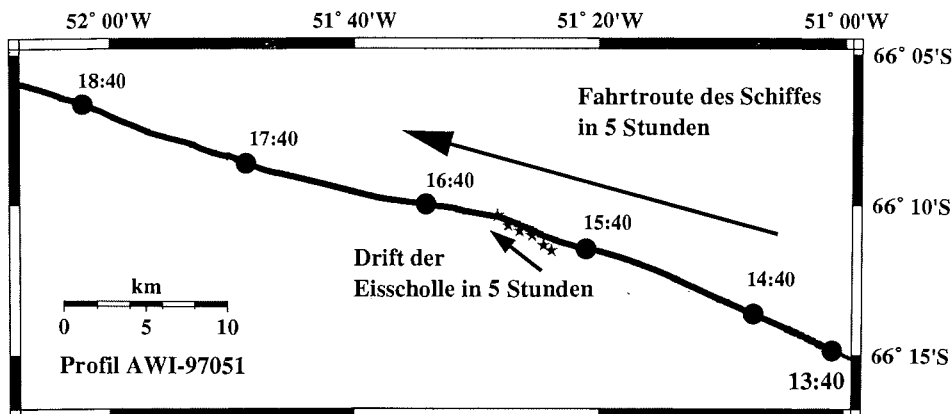 52° 00'W 51° 40'W 51° 20'W 51° 00'W
66° 05'S
18:40
Fahrtroute des Schiffes
in 5 Stunden
17:40
16:40
66° 10'S
15:40
Drift der
Eisscholle in 5 Stunden
14:40
km
0 5 10
Profil AWI-97051
66° 15'S
13:40